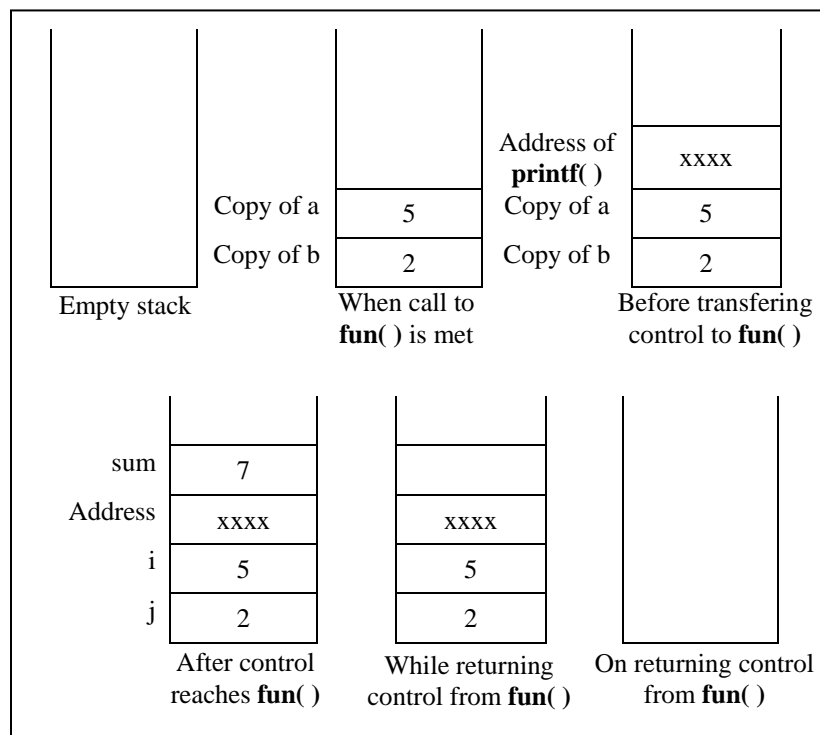 Address of
printf( )
xxxx
Copy of a
5
Copy of a
5
Copy of b
2
Copy of b
2
Empty stack
When call to
fun( ) is met
Before transfering
control to fun( )
sum
7
Address
xxxx
xxxx
i
5
5
j
2
2
After control
reaches fun( )
While returning
control from fun( )
On returning control
from fun( )